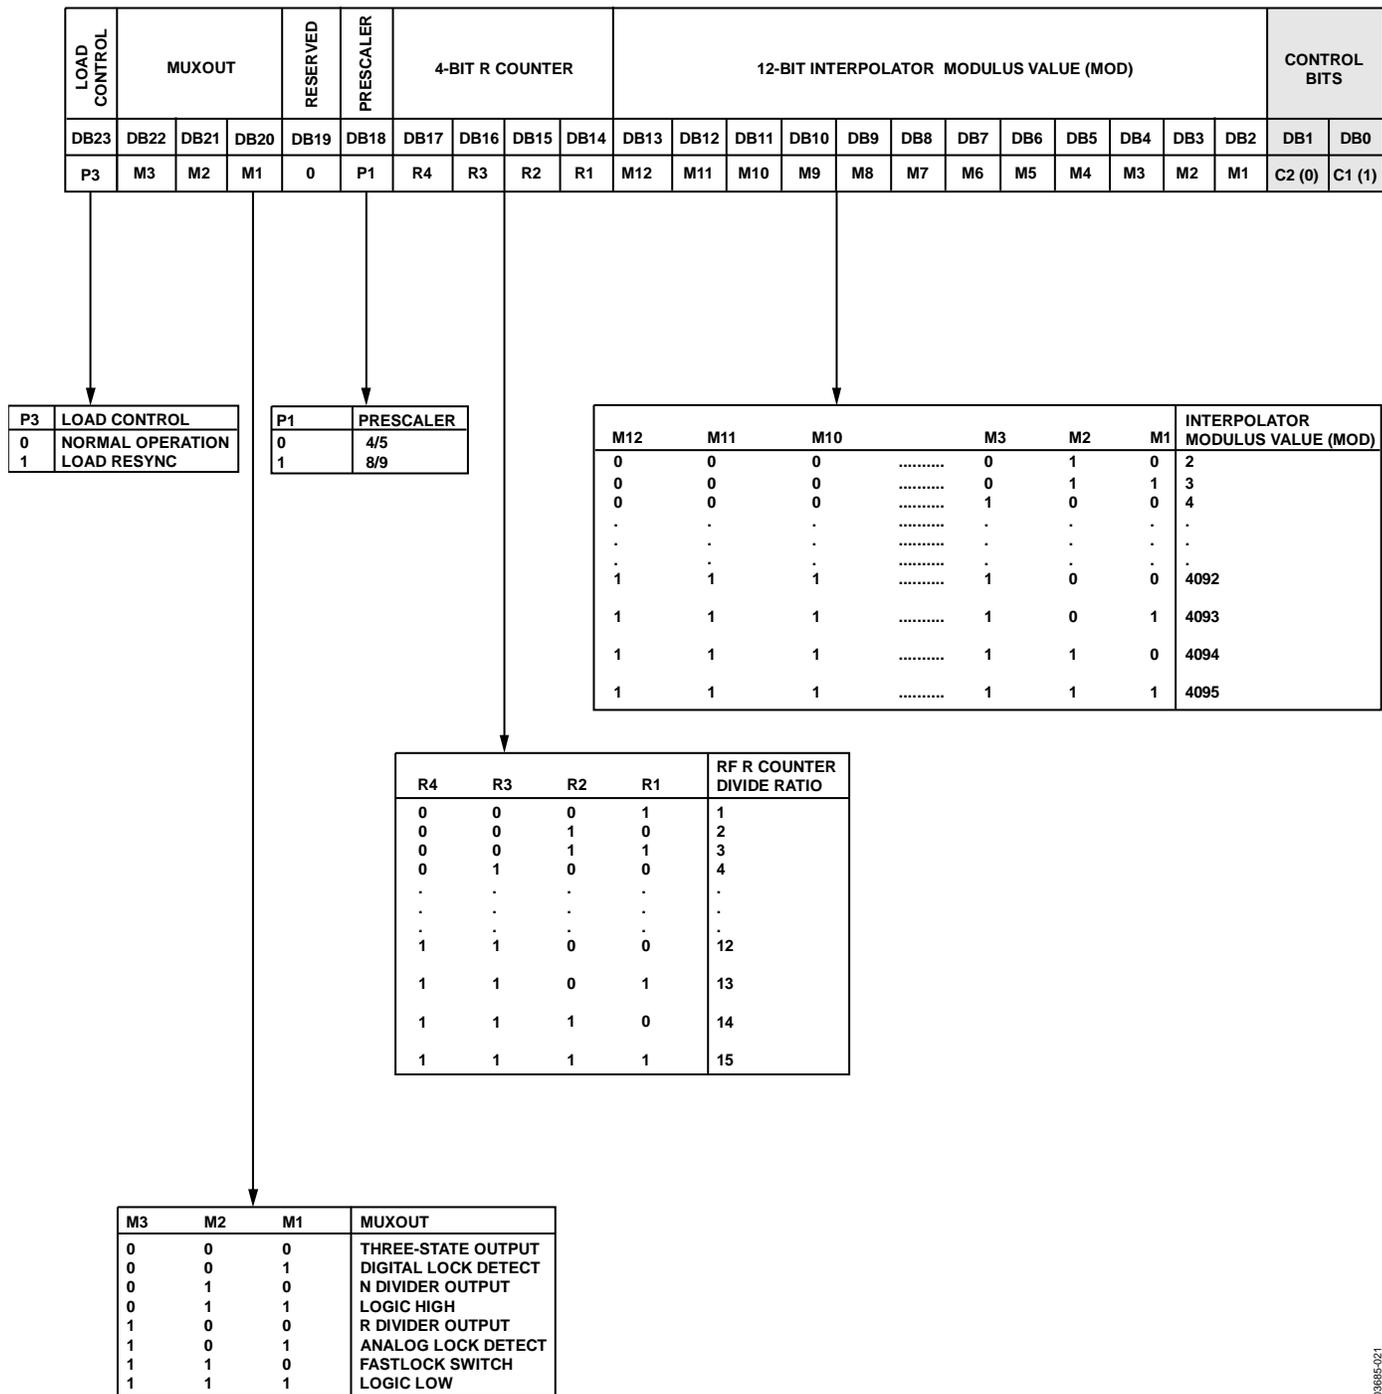 LOAD CONTROL MUXOUT RESERVED PRESCALER 4-BIT R COUNTER 12-BIT INTERPOLATOR MODULUS VALUE (MOD) CONTROL BITS
DB23 DB22 DB21 DB20 DB19 DB18 DB17 DB16 DB15 DB14 DB13 DB12 DB11 DB10 DB9 DB8 DB7 DB6 DB5 DB4 DB3 DB2 DB1 DB0
P3 M3 M2 M1 0 P1 R4 R3 R2 R1 M12 M11 M10 M9 M8 M7 M6 M5 M4 M3 M2 M1 C2 (0) C1 (1)
P3 LOAD CONTROL
0 NORMAL OPERATION
1 LOAD RESYNC
P1 PRESCALER
0 4/5
1 8/9
M12 M11 M10 M3 M2 M1 INTERPOLATOR MODULUS VALUE (MOD)
0 0 0 .......... 0 1 0 2
0 0 0 .......... 0 1 1 3
0 0 0 .......... 1 0 0 4
. . . .......... . . . .
. . . .......... . . . .
. . . .......... . . . .
1 1 1 .......... 1 0 0 4092
1 1 1 .......... 1 0 1 4093
1 1 1 .......... 1 1 0 4094
1 1 1 .......... 1 1 1 4095
R4 R3 R2 R1 RF R COUNTER DIVIDE RATIO
0 0 0 1 1
0 0 1 0 2
0 0 1 1 3
0 1 0 0 4
. . . . .
. . . . .
. . . . .
1 1 0 0 12
1 1 0 1 13
1 1 1 0 14
1 1 1 1 15
M3 M2 M1 MUXOUT
0 0 0 THREE-STATE OUTPUT
0 0 1 DIGITAL LOCK DETECT
0 1 0 N DIVIDER OUTPUT
0 1 1 LOGIC HIGH
1 0 0 R DIVIDER OUTPUT
1 0 1 ANALOG LOCK DETECT
1 1 0 FASTLOCK SWITCH
1 1 1 LOGIC LOW
03685-021